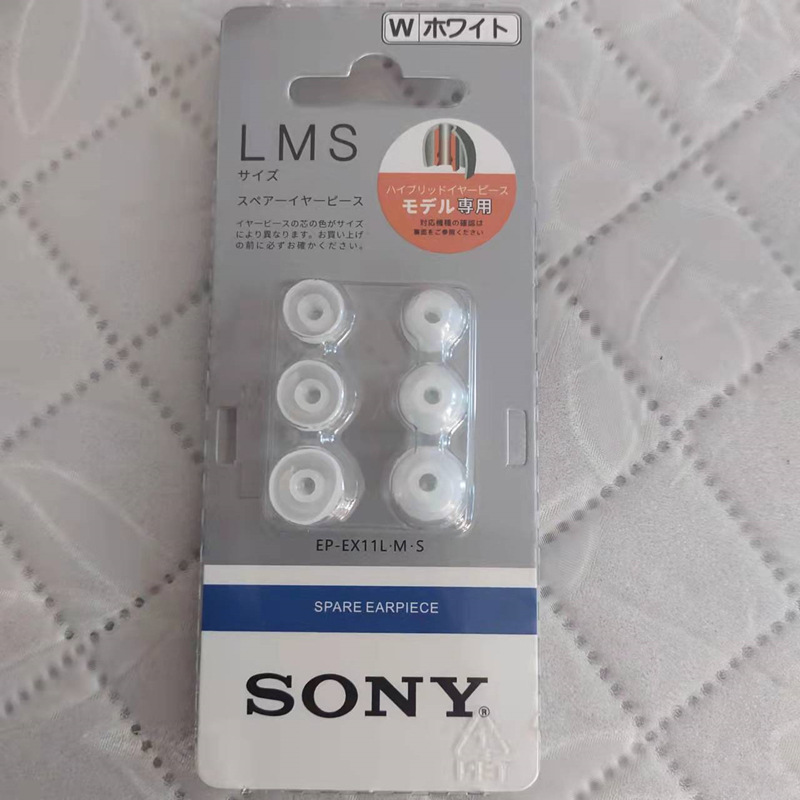 W ホワイト
LMS
サイズ
スペアーイヤーピース
イヤーピースの芯の色がサイズ
により異なります。お買い上げ
の前に必ずお確かください。
ハイブリッドイヤーピース
モデル専用
対応機種の確認は
裏面をご参照ください
EP-EX11L·M·S
SPARE EARPIECE
SONY®
1
PET